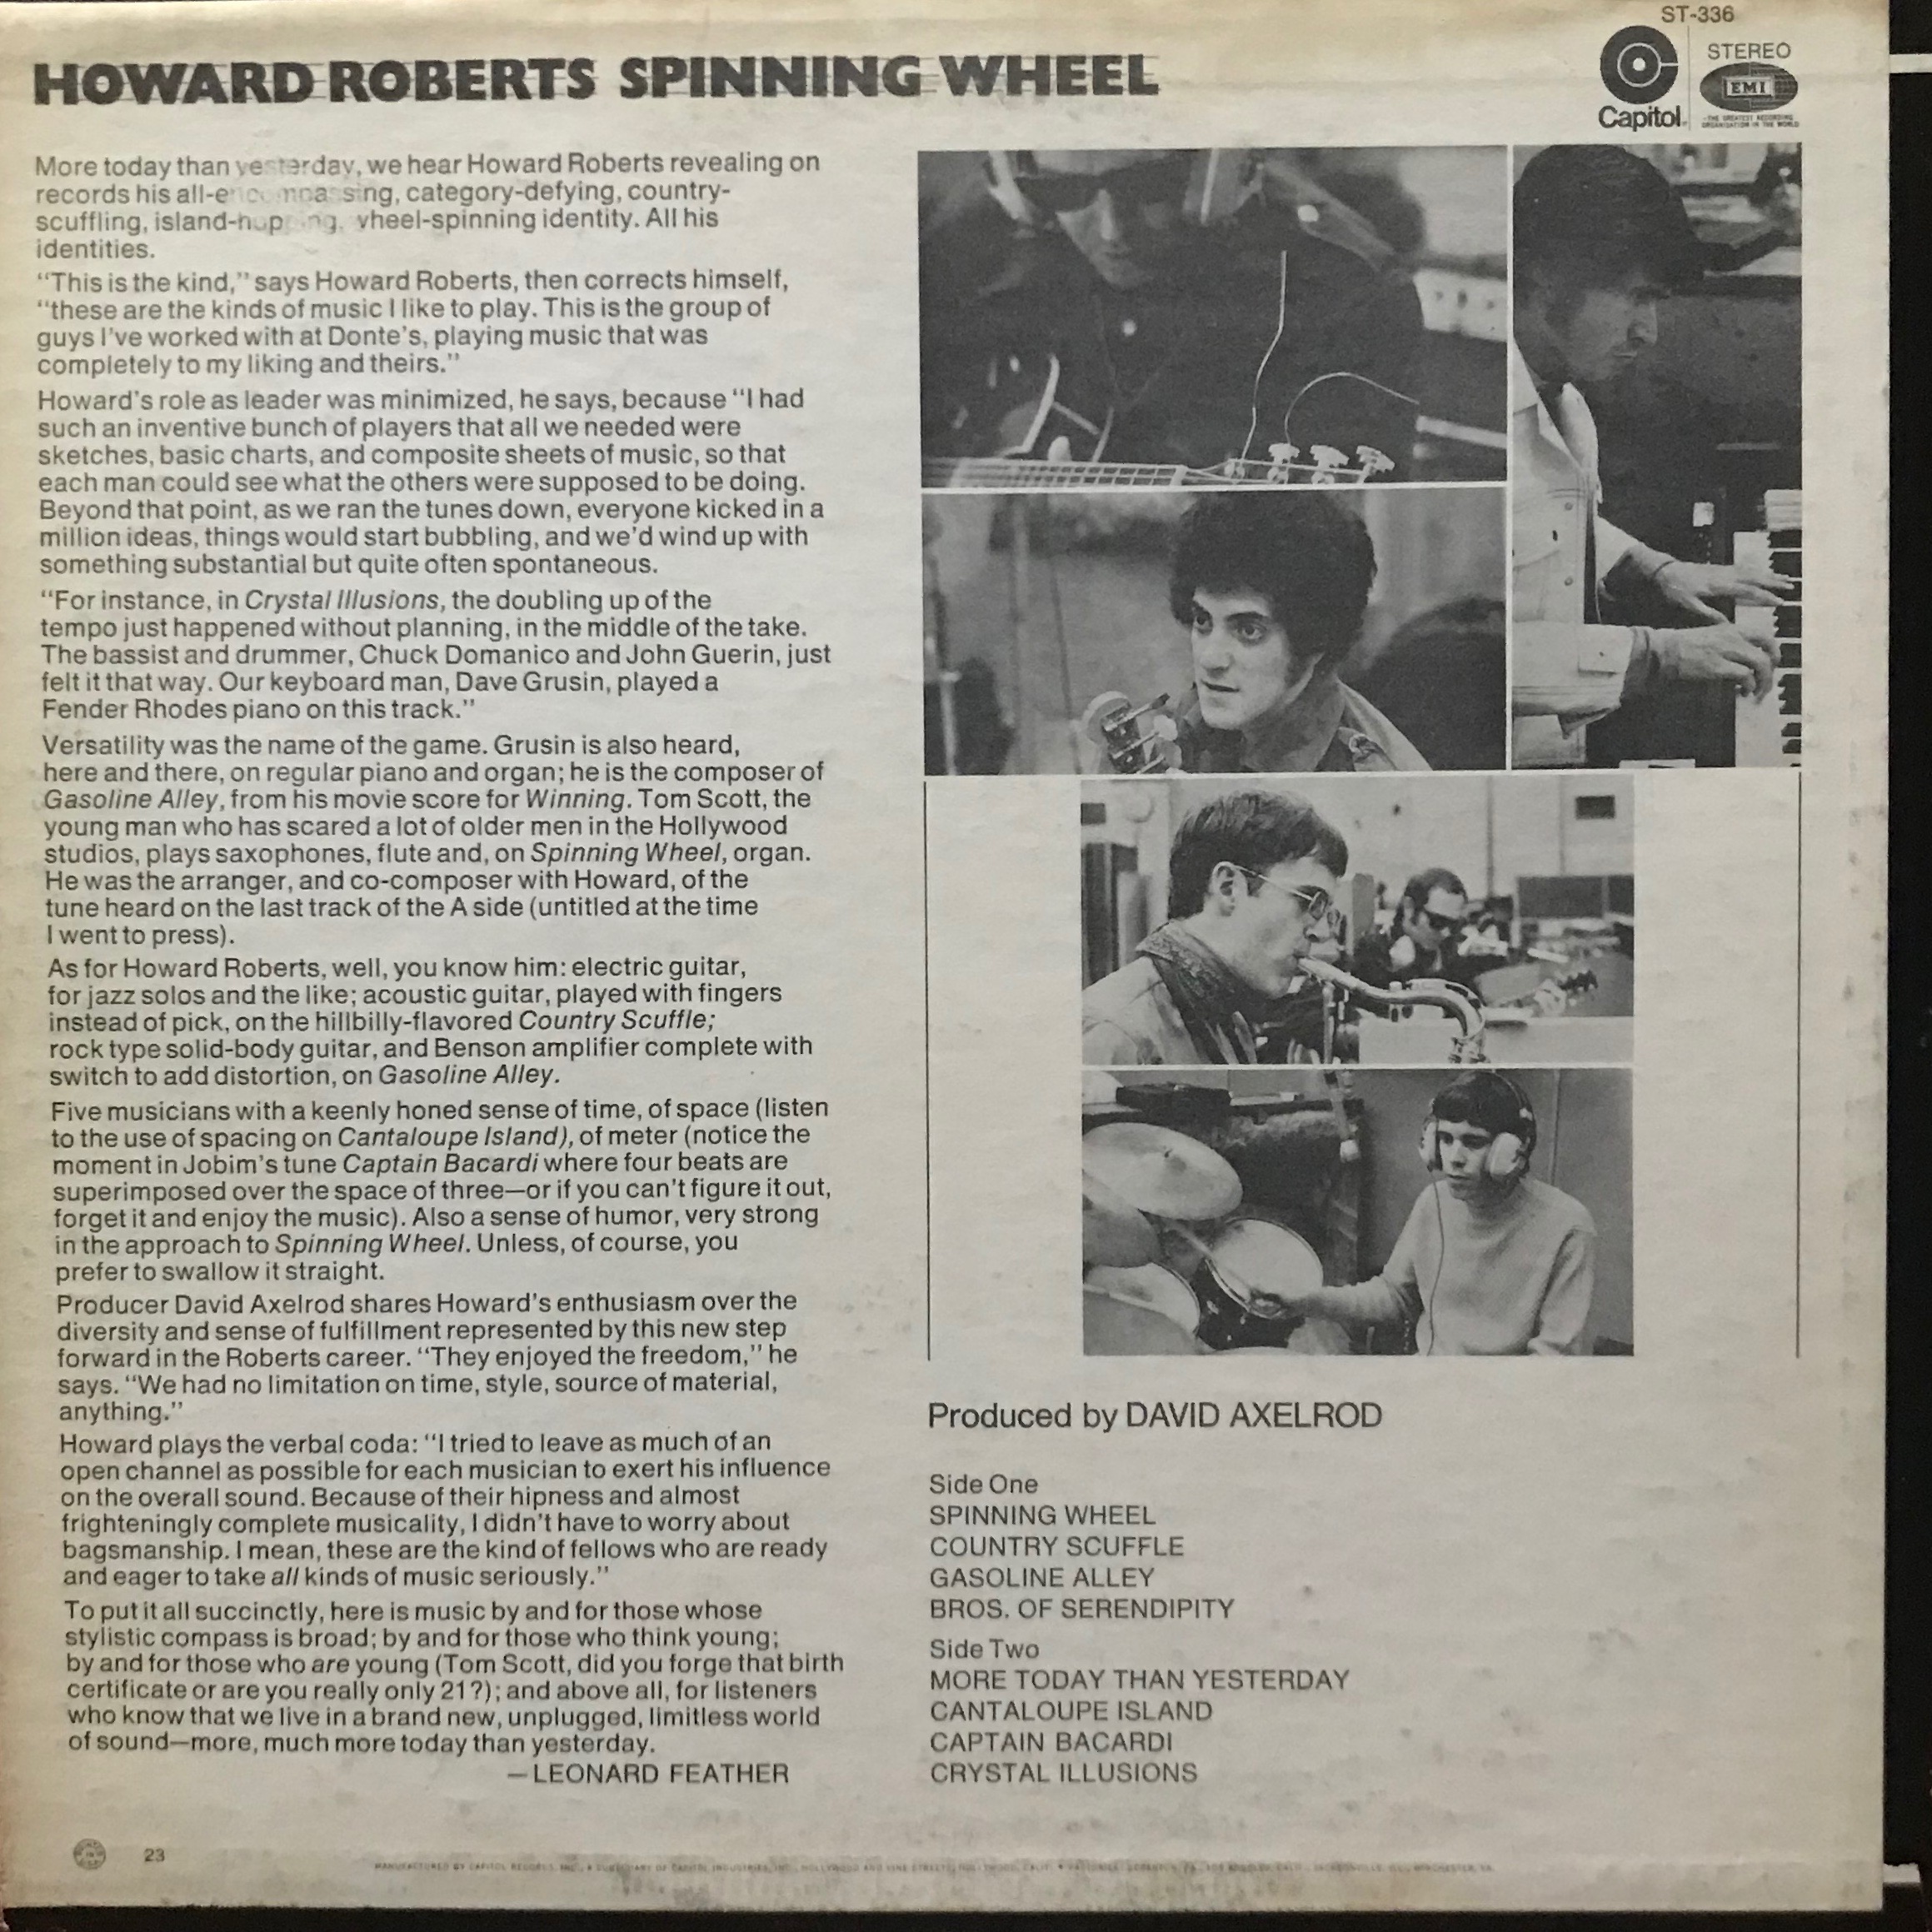 ST-336
HOWARD ROBERTS SPINNING WHEEL
Capitol
STEREO
EMI
THE GREATEST RECORDING
ORGANISATION IN THE WORLD
More today than yesterday, we hear Howard Roberts revealing on
records his all-encompassing, category-defying, country-
scuffling, island-hopping, wheel-spinning identity. All his
identities.
“This is the kind,” says Howard Roberts, then corrects himself,
“these are the kinds of music I like to play. This is the group of
guys I’ve worked with at Donte’s, playing music that was
completely to my liking and theirs.”
Howard’s role as leader was minimized, he says, because “I had
such an inventive bunch of players that all we needed were
sketches, basic charts, and composite sheets of music, so that
each man could see what the others were supposed to be doing.
Beyond that point, as we ran the tunes down, everyone kicked in a
million ideas, things would start bubbling, and we’d wind up with
something substantial but quite often spontaneous.
“For instance, in Crystal Illusions, the doubling up of the
tempo just happened without planning, in the middle of the take.
The bassist and drummer, Chuck Domanico and John Guerin, just
felt it that way. Our keyboard man, Dave Grusin, played a
Fender Rhodes piano on this track.”
Versatility was the name of the game. Grusin is also heard,
here and there, on regular piano and organ; he is the composer of
Gasoline Alley, from his movie score for Winning. Tom Scott, the
young man who has scared a lot of older men in the Hollywood
studios, plays saxophones, flute and, on Spinning Wheel, organ.
He was the arranger, and co-composer with Howard, of the
tune heard on the last track of the A side (untitled at the time
I went to press).
As for Howard Roberts, well, you know him: electric guitar,
for jazz solos and the like; acoustic guitar, played with fingers
instead of pick, on the hillbilly-flavored Country Scuffle;
rock type solid-body guitar, and Benson amplifier complete with
switch to add distortion, on Gasoline Alley.
Five musicians with a keenly honed sense of time, of space (listen
to the use of spacing on Cantaloupe Island), of meter (notice the
moment in Jobim’s tune Captain Bacardi where four beats are
superimposed over the space of three—or if you can’t figure it out,
forget it and enjoy the music). Also a sense of humor, very strong
in the approach to Spinning Wheel. Unless, of course, you
prefer to swallow it straight.
Producer David Axelrod shares Howard’s enthusiasm over the
diversity and sense of fulfillment represented by this new step
forward in the Roberts career. “They enjoyed the freedom,” he
says. “We had no limitation on time, style, source of material,
anything.”
Howard plays the verbal coda: “I tried to leave as much of an
open channel as possible for each musician to exert his influence
on the overall sound. Because of their hipness and almost
frighteningly complete musicality, I didn’t have to worry about
bagsmanship. I mean, these are the kind of fellows who are ready
and eager to take all kinds of music seriously.”
To put it all succinctly, here is music by and for those whose
stylistic compass is broad; by and for those who think young;
by and for those who are young (Tom Scott, did you forge that birth
certificate or are you really only 21?); and above all, for listeners
who know that we live in a brand new, unplugged, limitless world
of sound—more, much more today than yesterday.
—LEONARD FEATHER
Produced by DAVID AXELROD
Side One
SPINNING WHEEL
COUNTRY SCUFFLE
GASOLINE ALLEY
BROS. OF SERENDIPITY
Side Two
MORE TODAY THAN YESTERDAY
CANTALOUPE ISLAND
CAPTAIN BACARDI
CRYSTAL ILLUSIONS
23
MANUFACTURED BY CAPITOL RECORDS, INC., A SUBSIDIARY OF CAPITOL INDUSTRIES, INC., HOLLYWOOD AND VINE STREETS, HOLLYWOOD, CALIF.